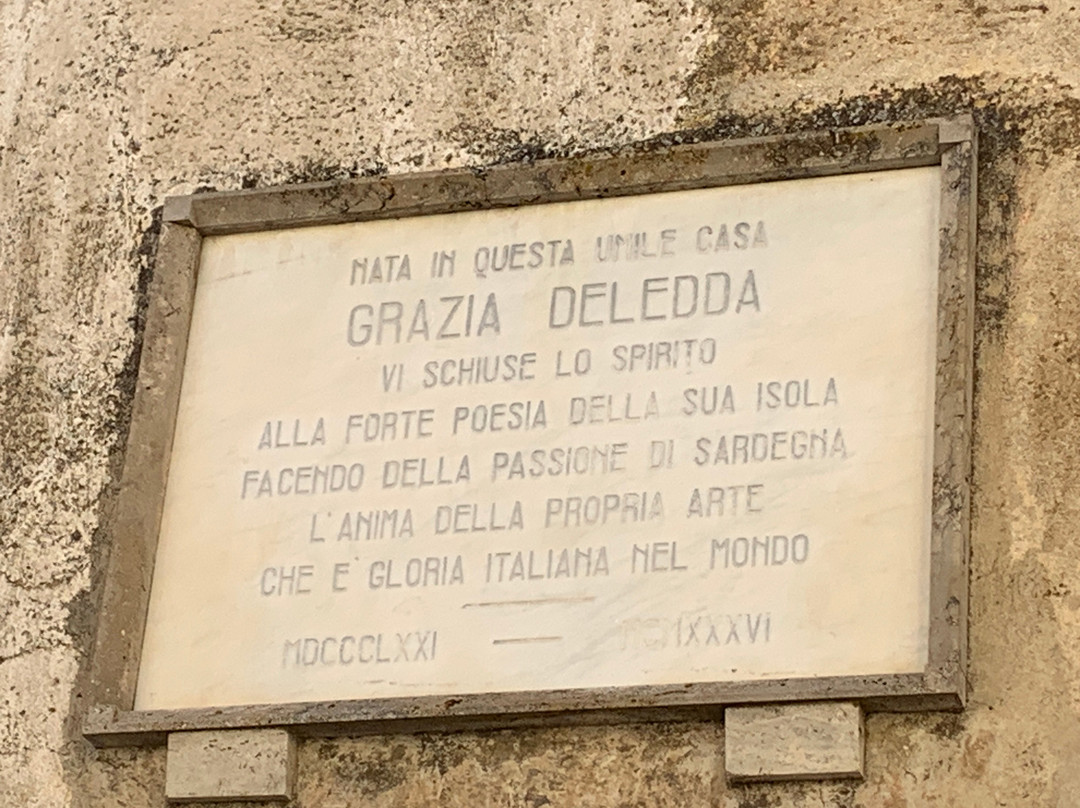 NATA IN QUESTA UMILE CASA
GRAZIA DELEDDA
VI SCHIUSE LO SPIRITO
ALLA FORTE POESIA DELLA SUA ISOLA
FACENDO DELLA PASSIONE DI SARDEGNA
L'ANIMA DELLA PROPRIA ARTE
CHE E' GLORIA ITALIANA NEL MONDO
MDCCCLXXI — MCMXXXVI